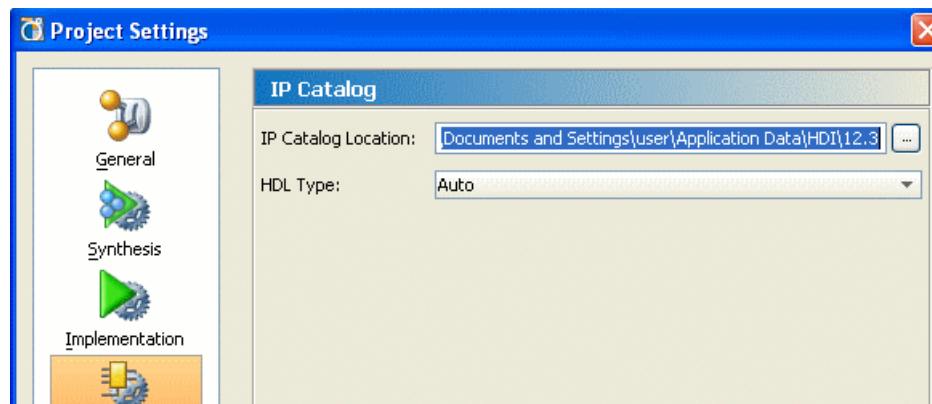 Project Settings
IP Catalog
IP Catalog Location: Documents and Settings\user\Application Data\HDI\12.3 ...
General
HDL Type: Auto
Synthesis
Implementation